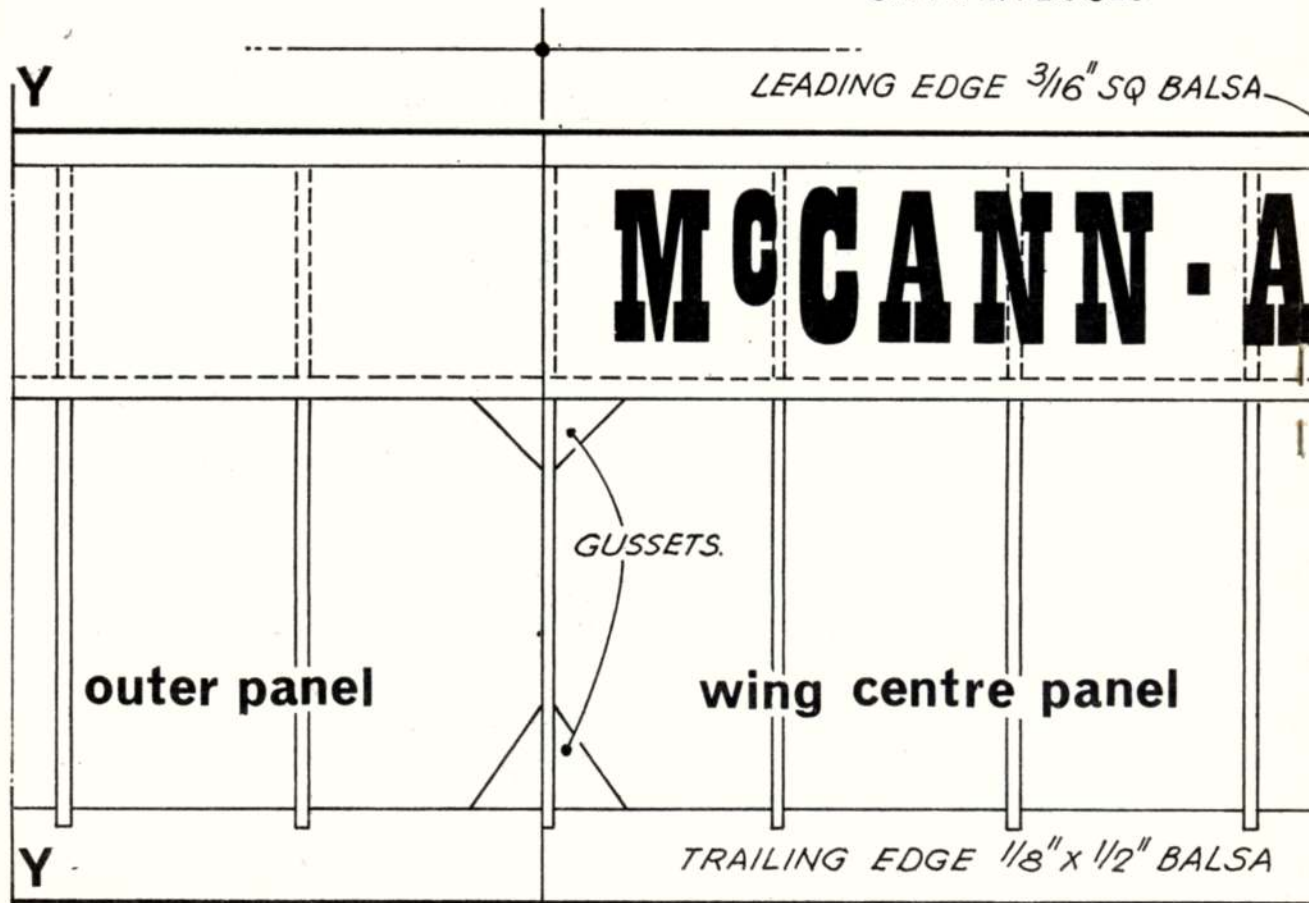 Y
LEADING EDGE 3/16" SQ BALSA
McCANN-A
GUSSETS.
outer panel
wing centre panel
Y
TRAILING EDGE 1/8" x 1/2" BALSA